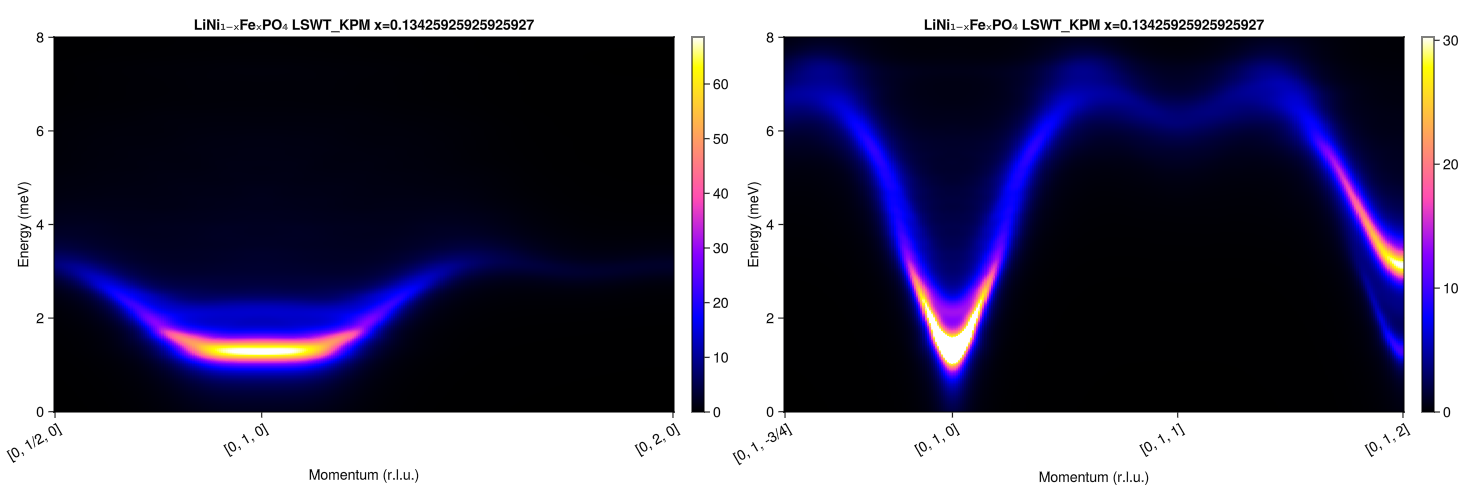 LiNi₁₋ₓFeₓPO₄ LSWT_KPM x=0.13425925925925927
8
6
4
2
0
Energy (meV)
[0, 1/2, 0]
[0, 1, 0]
[0, 2, 0]
Momentum (r.l.u.)
60
50
40
30
20
10
0
LiNi₁₋ₓFeₓPO₄ LSWT_KPM x=0.13425925925925927
8
6
4
2
0
Energy (meV)
[0, 1, -3/4]
[0, 1, 0]
[0, 1, 1]
[0, 1, 2]
Momentum (r.l.u.)
30
20
10
0